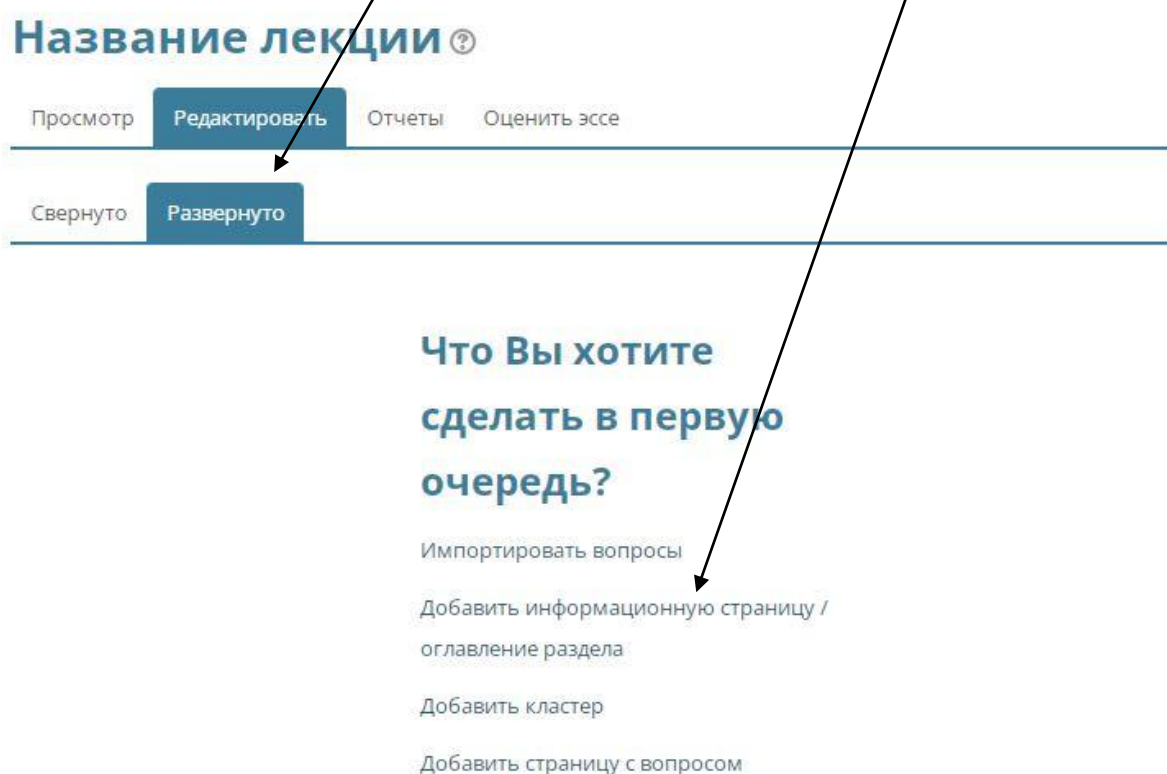 Название лекции
Просмотр Редактировать Отчеты Оценить эссе
Свернуто Развернуто
Что Вы хотите
сделать в первую
очередь?
Импортировать вопросы
Добавить информационную страницу /
оглавление раздела
Добавить кластер
Добавить страницу с вопросом